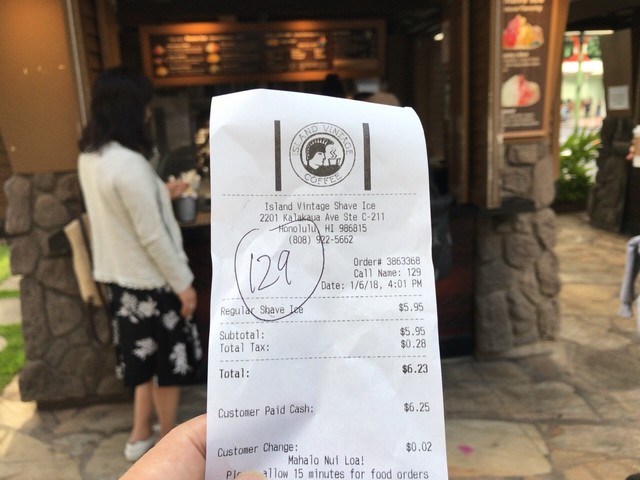 ISLAND VINTAGE
COFFEE
Island Vintage Shave Ice
2201 Kalakaua Ave Ste C-211
Honolulu, HI 986815
(808) 922-5662
129
Order# 3863368
Call Name: 129
Date: 1/6/18, 4:01 PM
Regular Shave Ice $5.95
Subtotal: $5.95
Total Tax: $0.28
Total: $6.23
Customer Paid Cash: $6.25
Customer Change: $0.02
Mahalo Nui Loa!
allow 15 minutes for food orders